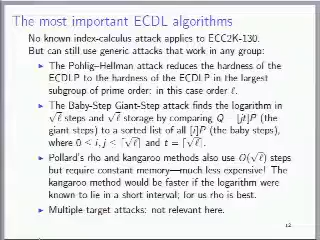 The most important ECDL algorithms
No known index-calculus attack applies to ECC2K-130.
But can still use generic attacks that work in any group:
▶ The Pohlig–Hellman attack reduces the hardness of the
ECDLP to the hardness of the ECDLP in the largest
subgroup of prime order: in this case order ℓ.
▶ The Baby-Step Giant-Step attack finds the logarithm in
√ℓ steps and √ℓ storage by comparing Q − [jt]P (the
giant steps) to a sorted list of all [i]P (the baby steps),
where 0 ≤ i, j ≤ ⌈√ℓ⌉ and t = ⌈√ℓ⌉.
▶ Pollard's rho and kangaroo methods also use O(√ℓ) steps
but require constant memory—much less expensive! The
kangaroo method would be faster if the logarithm were
known to lie in a short interval; for us rho is best.
▶ Multiple target attacks: not relevant here.
12